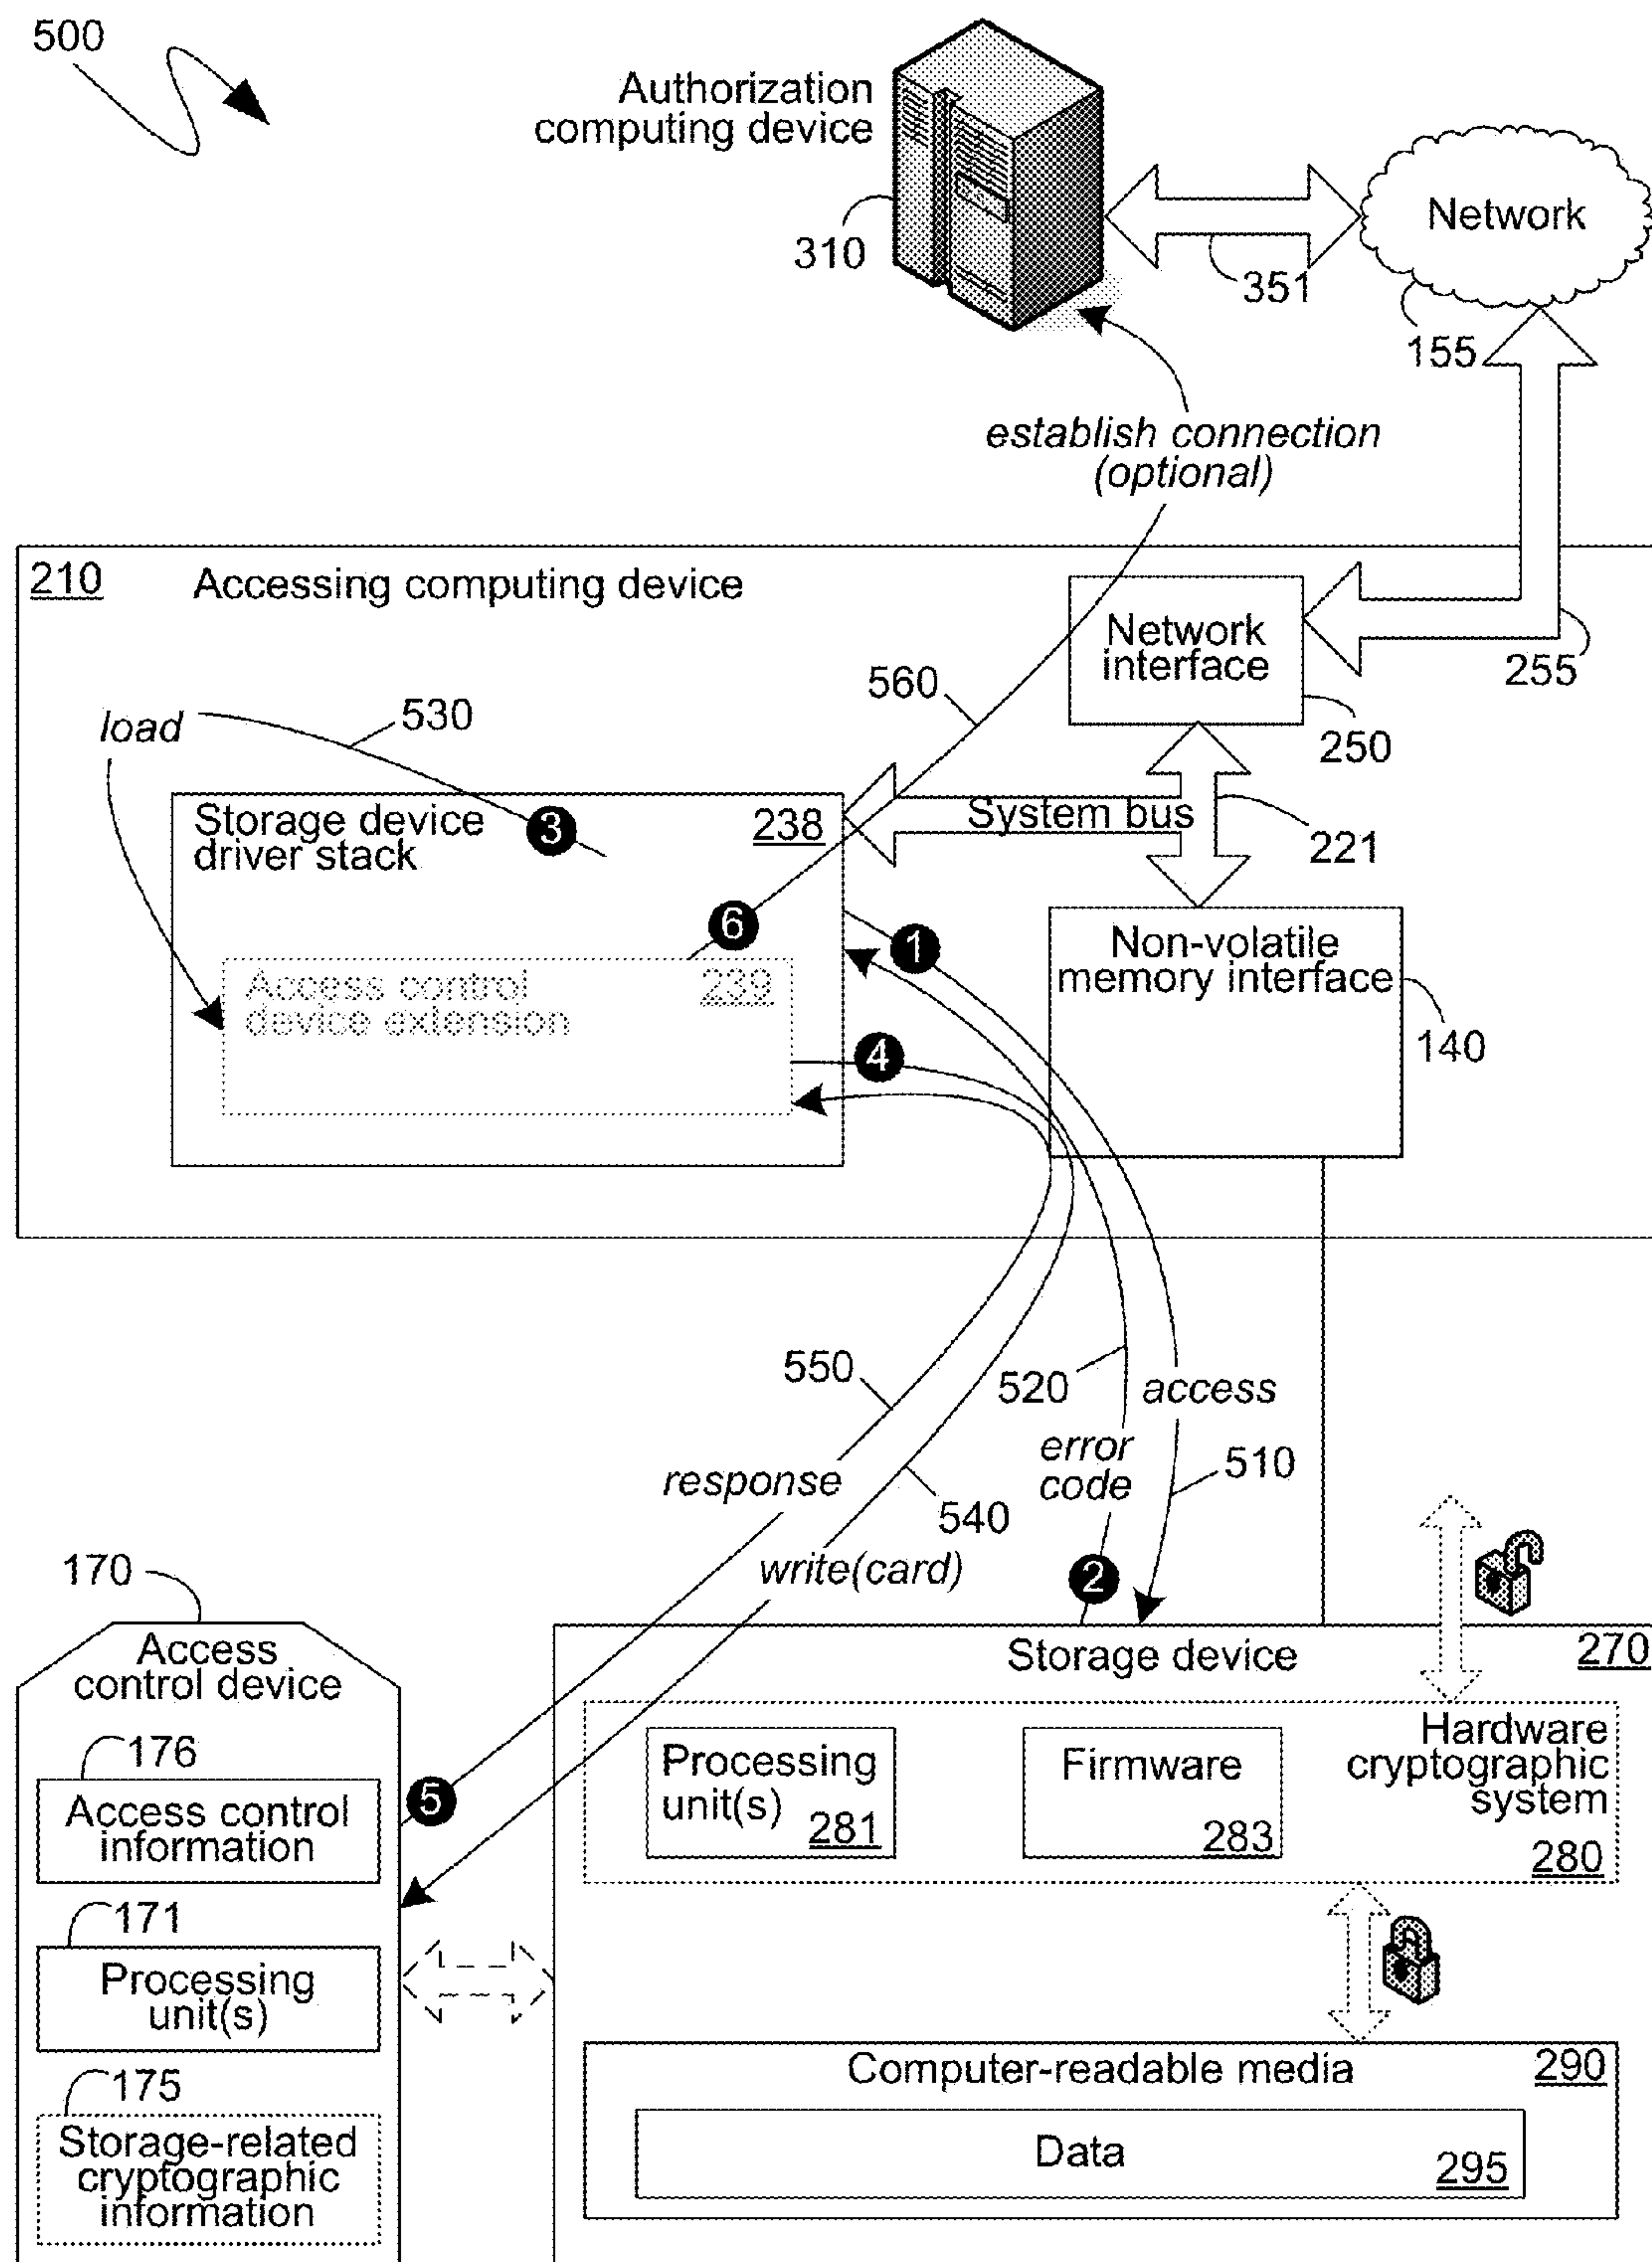 500
Authorization
computing device
310
351
Network
155
establish connection
(optional)
210
Accessing computing device
Network
interface
250
255
560
load
530
3
Storage device
driver stack
238
System bus
221
6
1
Non-volatile
memory interface
140
Access control
device extension
239
4
550
520
access
error
code
510
response
540
write(card)
2
170
Access
control device
176
Access control
information
5
171
Processing
unit(s)
175
Storage-related
cryptographic
information
Storage device
270
Processing
unit(s)
281
Firmware
283
Hardware
cryptographic
system
280
Computer-readable media
290
Data
295